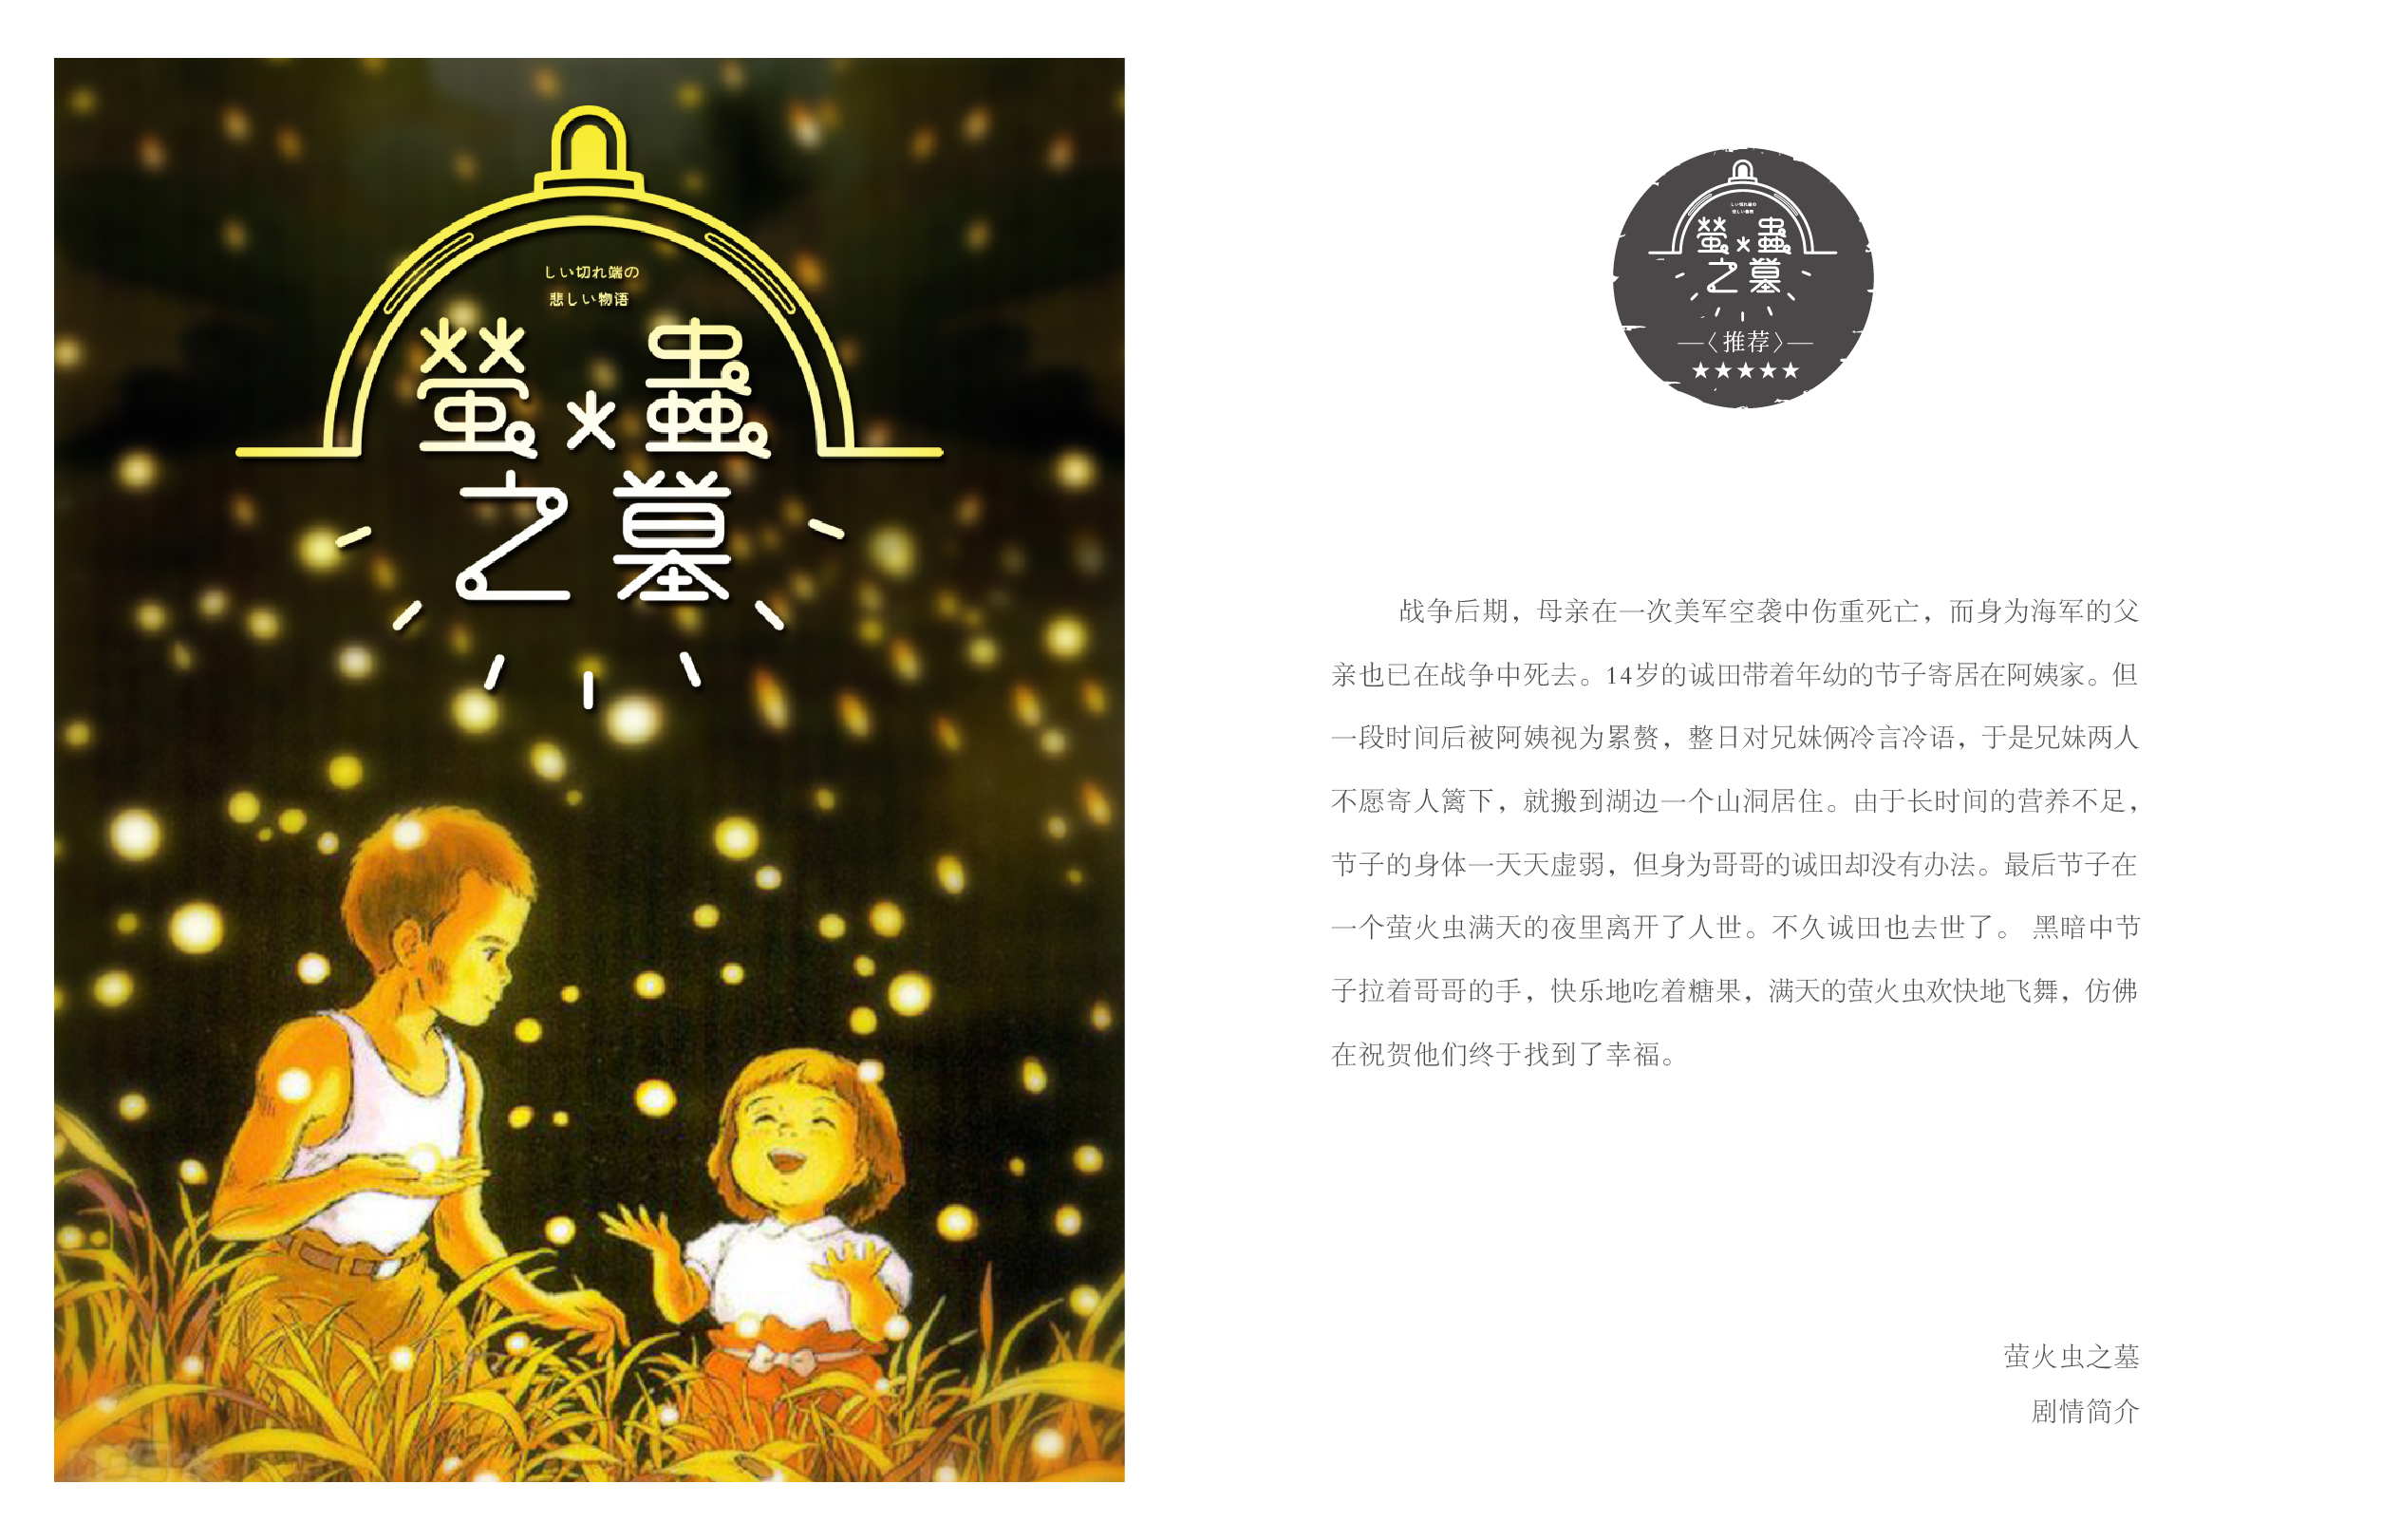 しい切れ端の
悲しい物语
螢火蟲
之墓
しい切れ端の
悲しい物语
螢火蟲
之墓
〈推荐〉
★★★★★
战争后期，母亲在一次美军空袭中伤重死亡，而身为海军的父
亲也已在战争中死去。14岁的诚田带着年幼的节子寄居在阿姨家。但
一段时间后被阿姨视为累赘，整日对兄妹俩冷言冷语，于是兄妹两人
不愿寄人篱下，就搬到湖边一个山洞居住。由于长时间的营养不足，
节子的身体一天天虚弱，但身为哥哥的诚田却没有办法。最后节子在
一个萤火虫满天的夜里离开了人世。不久诚田也去世了。 黑暗中节
子拉着哥哥的手，快乐地吃着糖果，满天的萤火虫欢快地飞舞，仿佛
在祝贺他们终于找到了幸福。
萤火虫之墓
剧情简介